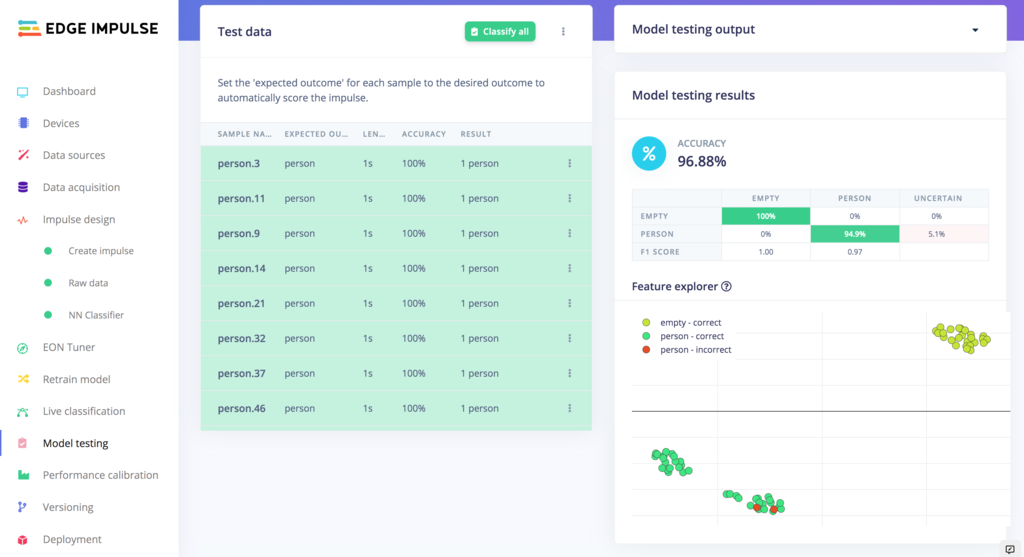 EDGE IMPULSE
Dashboard
Devices
Data sources
Data acquisition
Impulse design
Create impulse
Raw data
NN Classifier
EON Tuner
Retrain model
Live classification
Model testing
Performance calibration
Versioning
Deployment
Test data
Classify all
Set the 'expected outcome' for each sample to the desired outcome to
automatically score the impulse.
SAMPLE NA... EXPECTED OU... LEN... ACCURACY RESULT
person.3 person 1s 100% 1 person
person.11 person 1s 100% 1 person
person.9 person 1s 100% 1 person
person.14 person 1s 100% 1 person
person.21 person 1s 100% 1 person
person.32 person 1s 100% 1 person
person.37 person 1s 100% 1 person
person.46 person 1s 100% 1 person
Model testing output
Model testing results
%
ACCURACY
96.88%
EMPTY PERSON UNCERTAIN
EMPTY 100% 0% 0%
PERSON 0% 94.9% 5.1%
F1 SCORE 1.00 0.97
Feature explorer ?
empty - correct
person - correct
person - incorrect